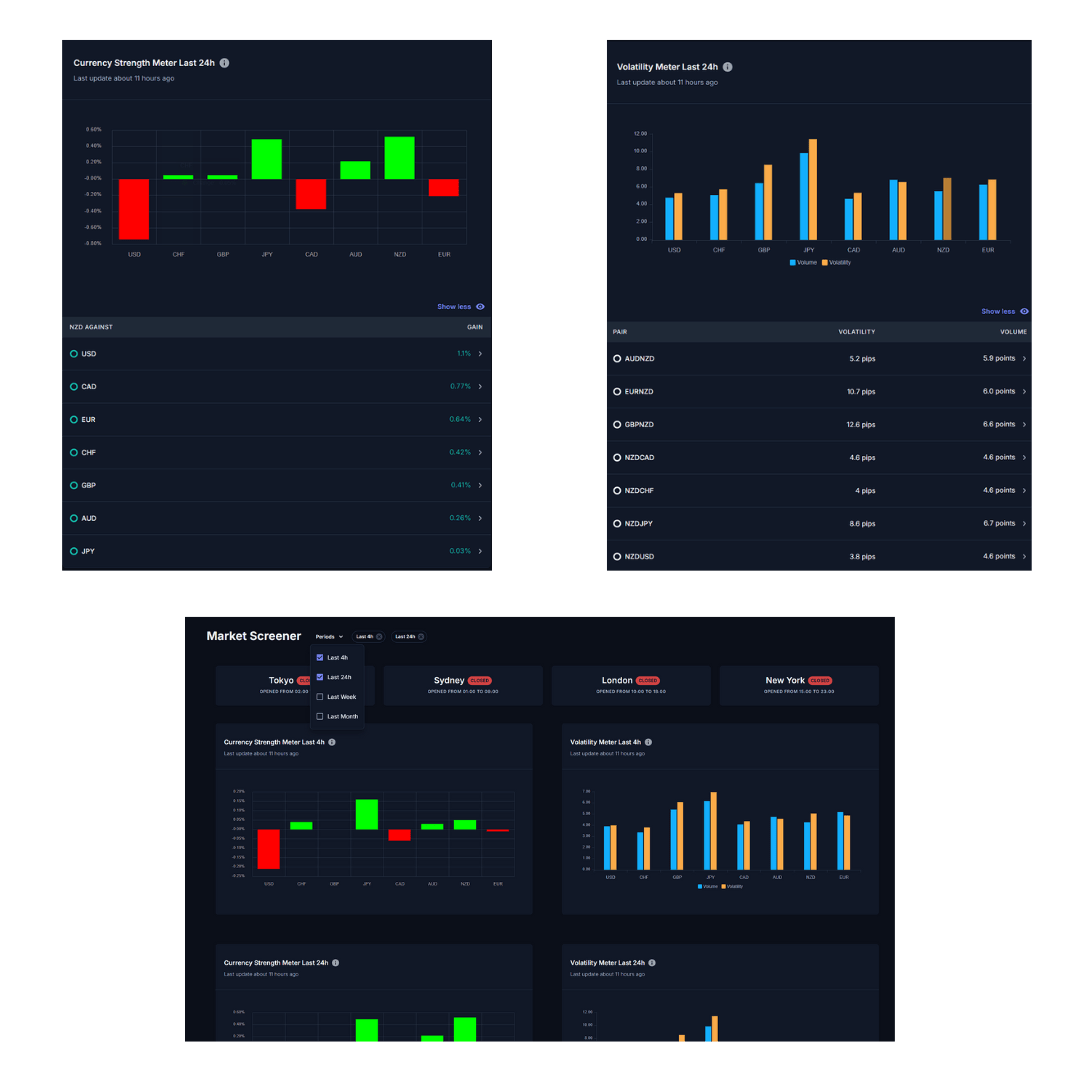 Currency Strength Meter Last 24h
Last update about 11 hours ago
0.60%
0.40%
0.20%
-0.00%
-0.20%
-0.40%
-0.60%
-0.80%
USD CHF GBP JPY CAD AUD NZD EUR
Show less
NZD AGAINST GAIN
USD 1.1%
CAD 0.77%
EUR 0.64%
CHF 0.42%
GBP 0.41%
AUD 0.26%
JPY 0.03%
Volatility Meter Last 24h
Last update about 11 hours ago
12.00
10.00
8.00
6.00
4.00
2.00
0.00
USD CHF GBP JPY CAD AUD NZD EUR
Volume Volatility
Show less
PAIR VOLATILITY VOLUME
AUDNZD 5.2 pips 5.9 points
EURNZD 10.7 pips 6.0 points
GBPNZD 12.6 pips 6.6 points
NZDCAD 4.6 pips 4.6 points
NZDCHF 4 pips 4.6 points
NZDJPY 8.6 pips 6.7 points
NZDUSD 3.8 pips 4.6 points
Market Screener Periods Last 4h Last 24h
Last 4h
Last 24h
Last Week
Last Month
Tokyo
OPENED FROM 02:00
Sydney CLOSED
OPENED FROM 01:00 TO 09:00
London CLOSED
OPENED FROM 10:00 TO 18:00
New York CLOSED
OPENED FROM 15:00 TO 23:00
Currency Strength Meter Last 4h
Last update about 11 hours ago
0.20%
0.15%
0.10%
0.05%
-0.00%
-0.05%
-0.10%
-0.15%
-0.20%
-0.25%
USD CHF GBP JPY CAD AUD NZD EUR
Volatility Meter Last 4h
Last update about 11 hours ago
7.00
6.00
5.00
4.00
3.00
2.00
1.00
0.00
USD CHF GBP JPY CAD AUD NZD EUR
Volume Volatility
Currency Strength Meter Last 24h
Last update about 11 hours ago
0.60%
0.40%
0.20%
Volatility Meter Last 24h
Last update about 11 hours ago
12.00
10.00
8.00